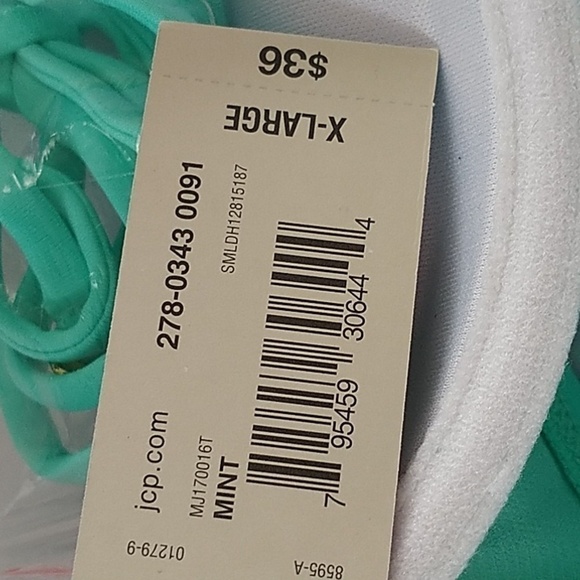 $36
X-LARGE
jcp.com 278-0343 0091
MJ170016T SMLDH12815187
MINT
7 95459 30644 4
01279-9
8595-A